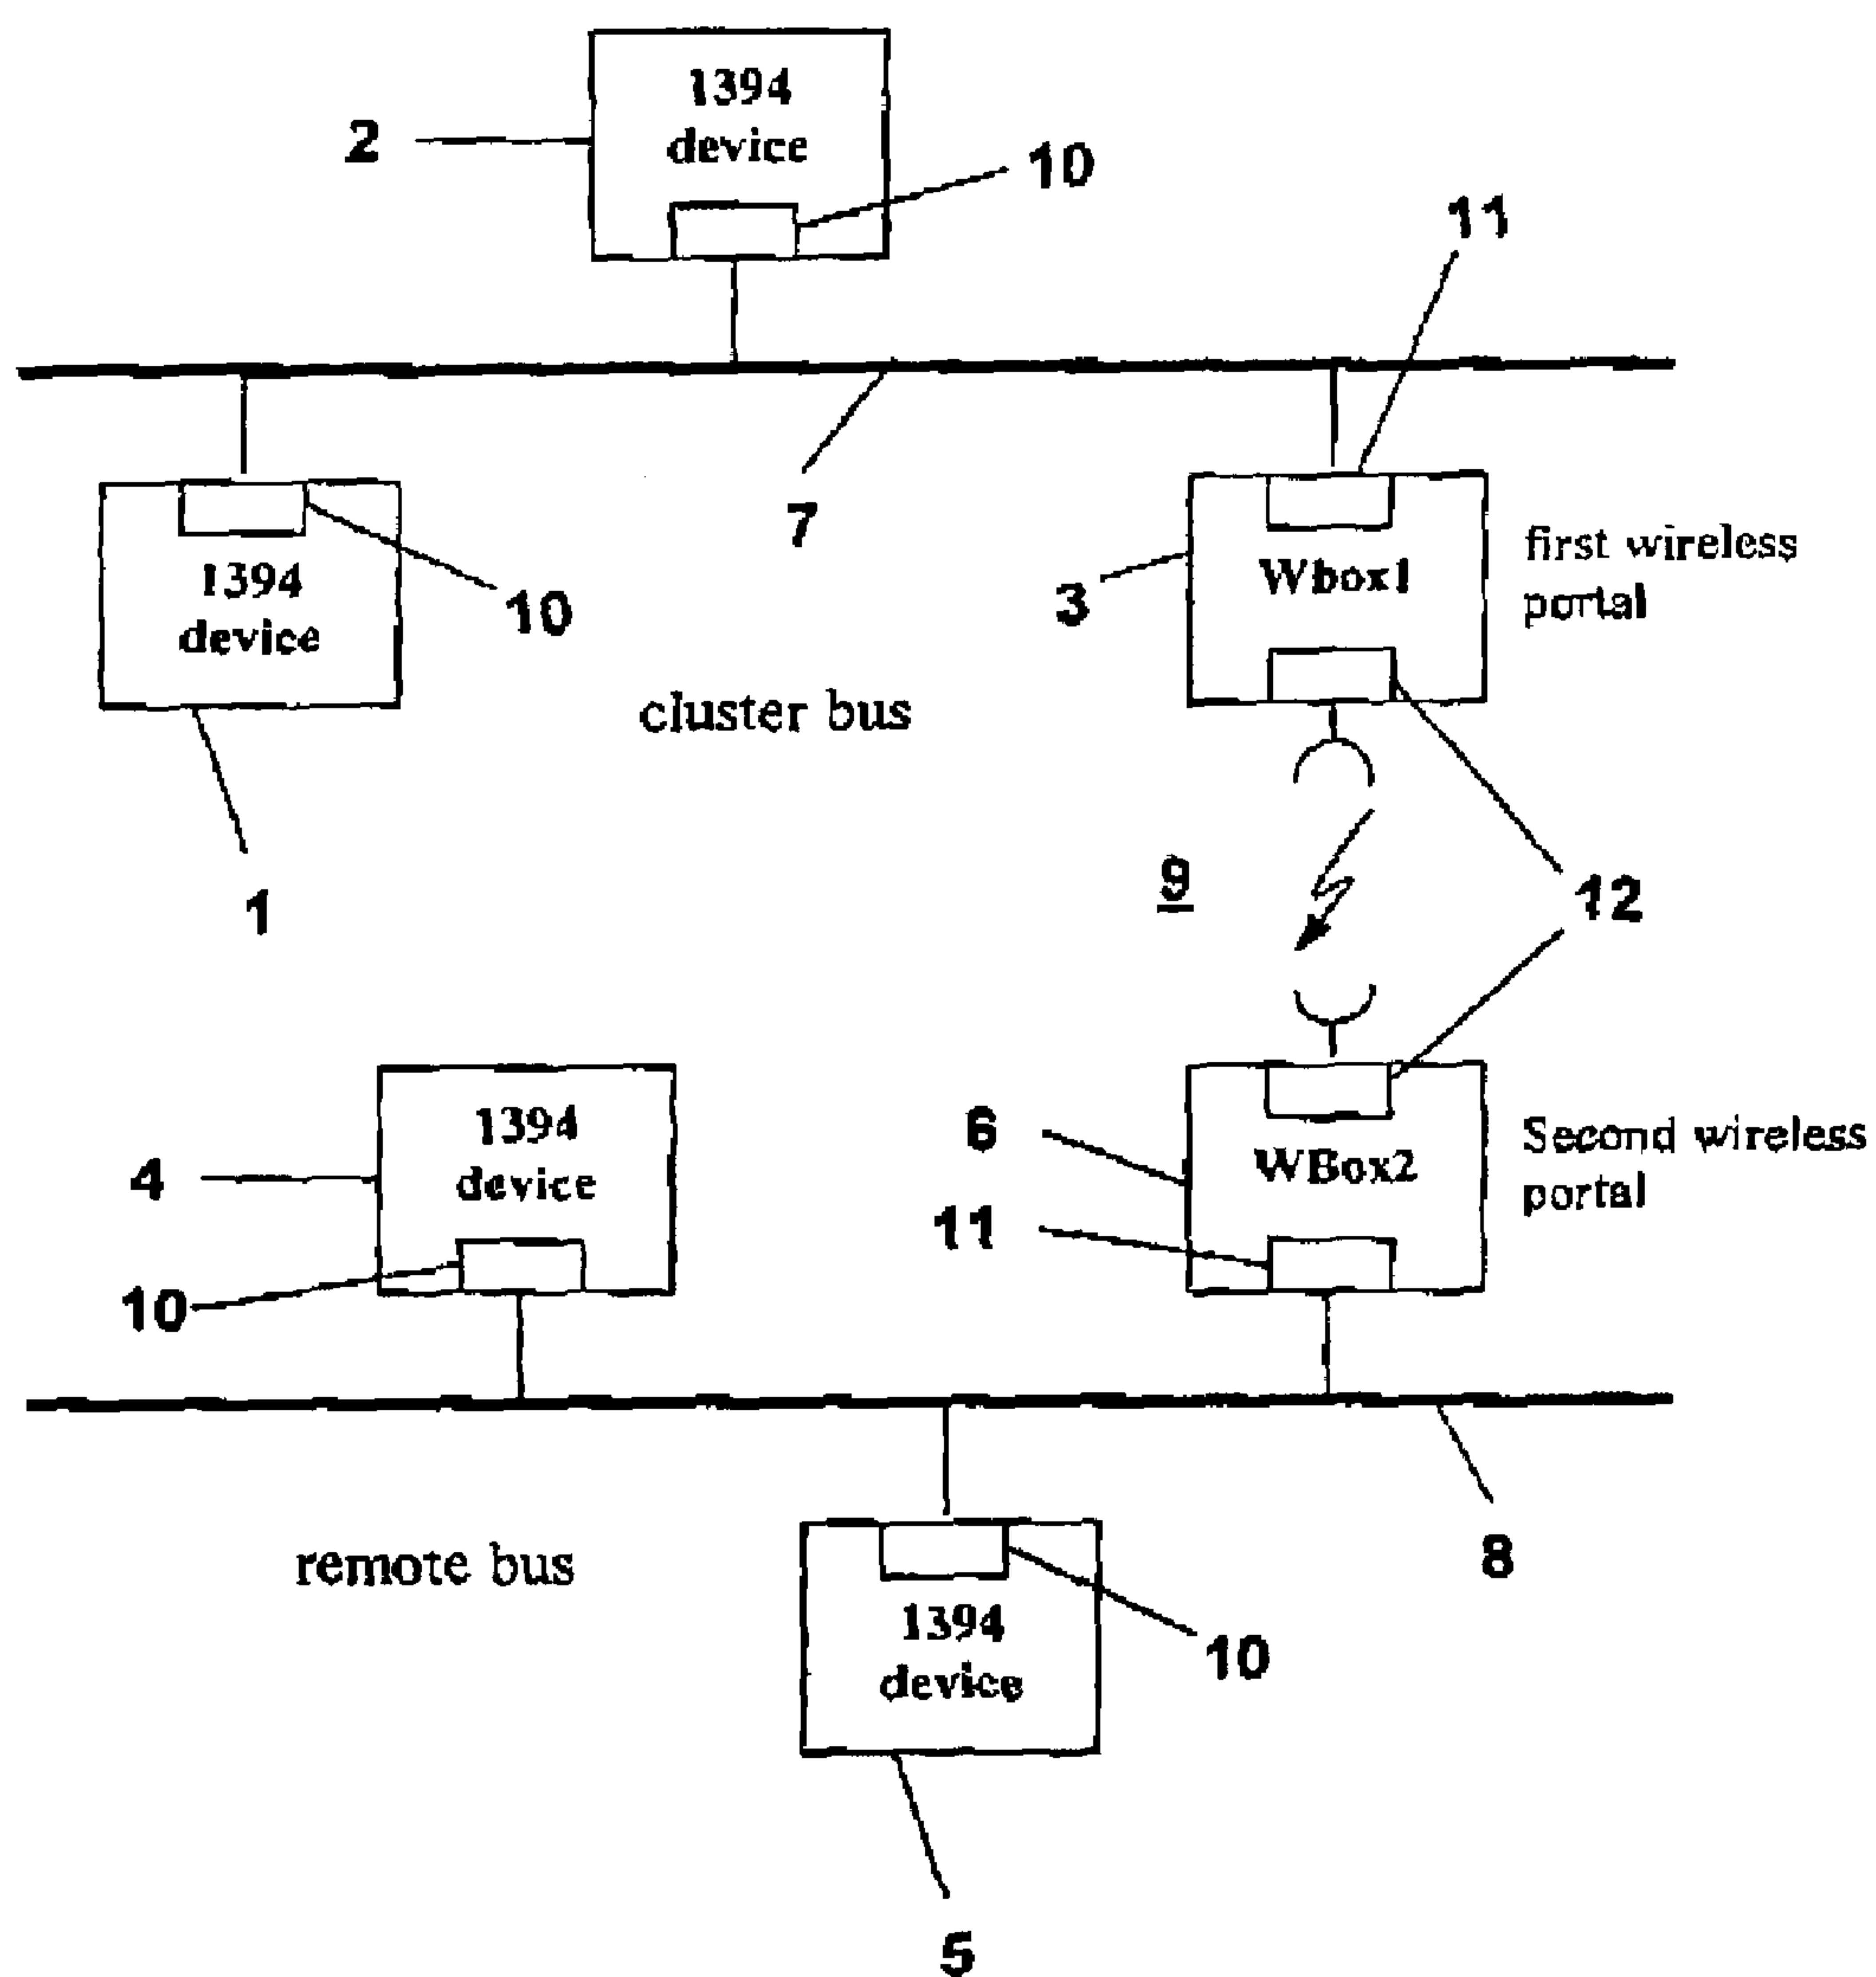 1394
device
2
10
11
7
1394
device
10
Wbox1
3
first wireless
portal
cluster bus
1
9
12
1394
device
4
10
6
11
WBox2
Second wireless
portal
remote bus
8
1394
device
10
5